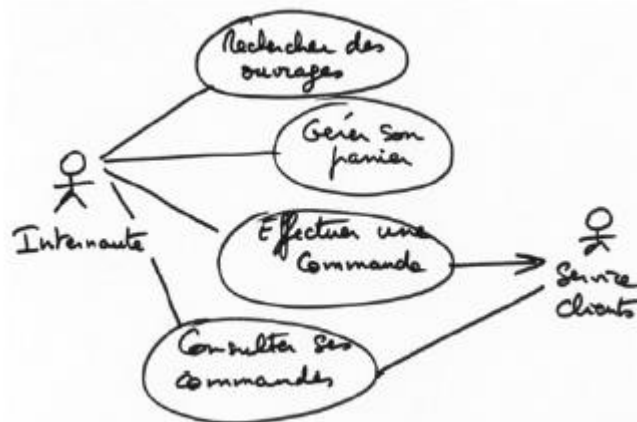 Rechercher des
ouvrages
Gérer son
panier
Internaute
Effectuer une
Commande
Service
Clients
Consulter ses
commandes